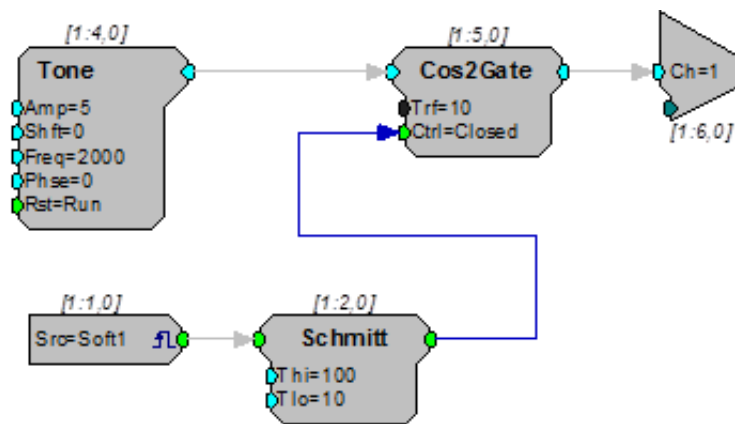 [1:4,0]
Tone
Amp=5
Shft=0
Freq=2000
Phse=0
Rst=Run
[1:5,0]
Cos2Gate
Trf=10
Ctrl=Closed
Ch=1
[1:6,0]
[1:1,0]
Src=Soft1
[1:2,0]
Schmitt
Thi=100
Tlo=10